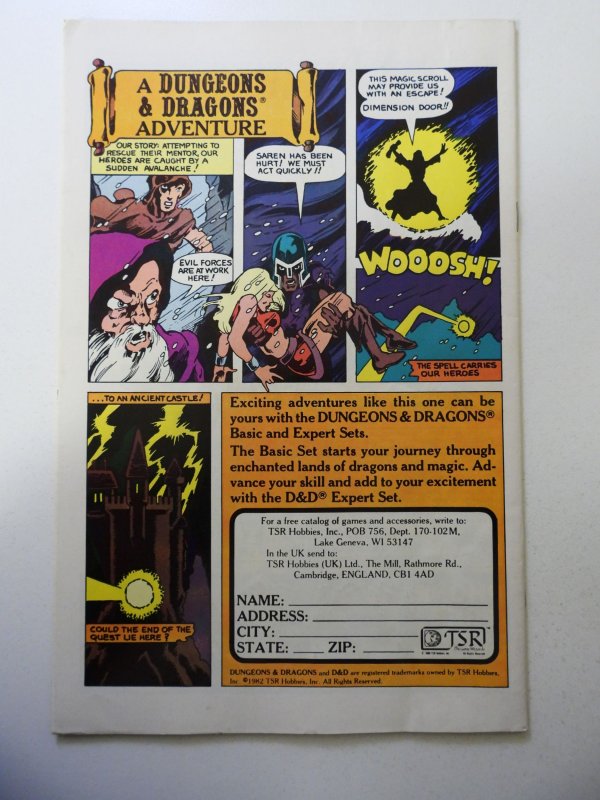 A DUNGEONS
& DRAGONS®
ADVENTURE
OUR STORY: ATTEMPTING TO
RESCUE THEIR MENTOR, OUR
HEROES ARE CAUGHT BY A
SUDDEN AVALANCHE!
EVIL FORCES
ARE AT WORK
HERE!
SAREN HAS BEEN
HURT! WE MUST
ACT QUICKLY!!
THIS MAGIC SCROLL
MAY PROVIDE US
WITH AN ESCAPE!
DIMENSION DOOR!!
WOOOSH!
THE SPELL CARRIES
OUR HEROES
...TO AN ANCIENT CASTLE!
COULD THE END OF THE
QUEST LIE HERE?
Exciting adventures like this one can be
yours with the DUNGEONS & DRAGONS®
Basic and Expert Sets.
The Basic Set starts your journey through
enchanted lands of dragons and magic. Ad-
vance your skill and add to your excitement
with the D&D® Expert Set.
For a free catalog of games and accessories, write to:
TSR Hobbies, Inc., POB 756, Dept. 170-102M,
Lake Geneva, WI 53147
In the UK send to:
TSR Hobbies (UK) Ltd., The Mill, Rathmore Rd.,
Cambridge, ENGLAND, CB1 4AD
NAME:
ADDRESS:
CITY:
STATE: ZIP:
TSR
DUNGEONS & DRAGONS and D&D are registered trademarks owned by TSR Hobbies,
Inc. ©1982 TSR Hobbies, Inc. All Rights Reserved.